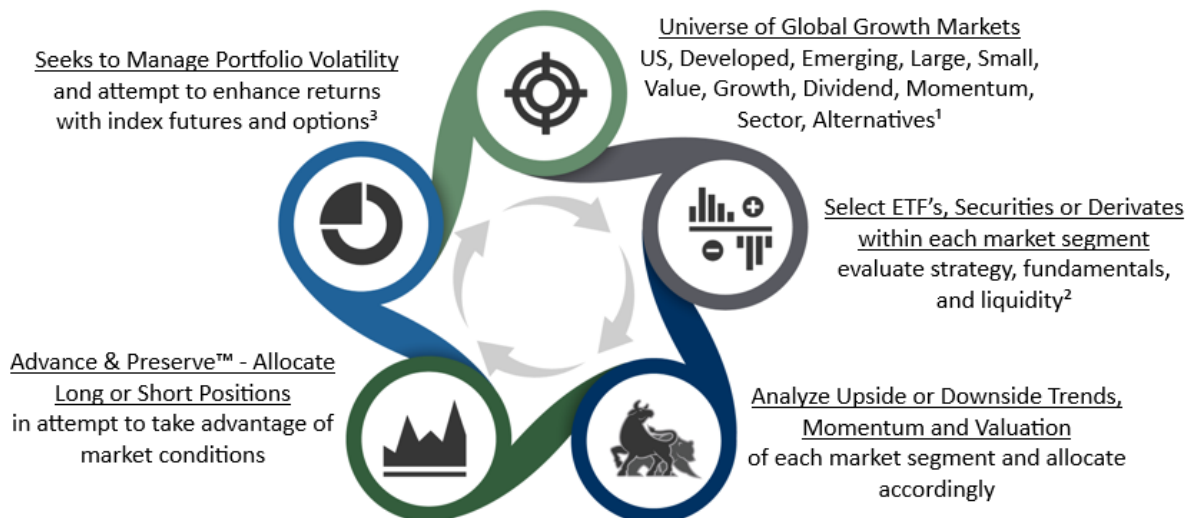 Universe of Global Growth Markets
US, Developed, Emerging, Large, Small,
Value, Growth, Dividend, Momentum,
Sector, Alternatives¹
Select ETF's, Securities or Derivates
within each market segment
evaluate strategy, fundamentals,
and liquidity²
Analyze Upside or Downside Trends,
Momentum and Valuation
of each market segment and allocate
accordingly
Advance & Preserve™ - Allocate
Long or Short Positions
in attempt to take advantage of
market conditions
Seeks to Manage Portfolio Volatility
and attempt to enhance returns
with index futures and options³